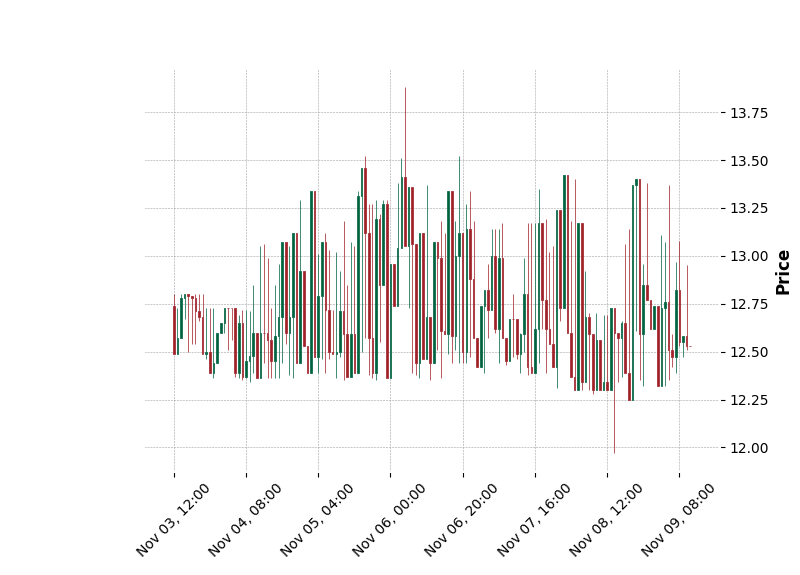 13.75
13.50
13.25
13.00
12.75
12.50
12.25
12.00
Price
Nov 03, 12:00
Nov 04, 08:00
Nov 05, 04:00
Nov 06, 00:00
Nov 06, 20:00
Nov 07, 16:00
Nov 08, 12:00
Nov 09, 08:00